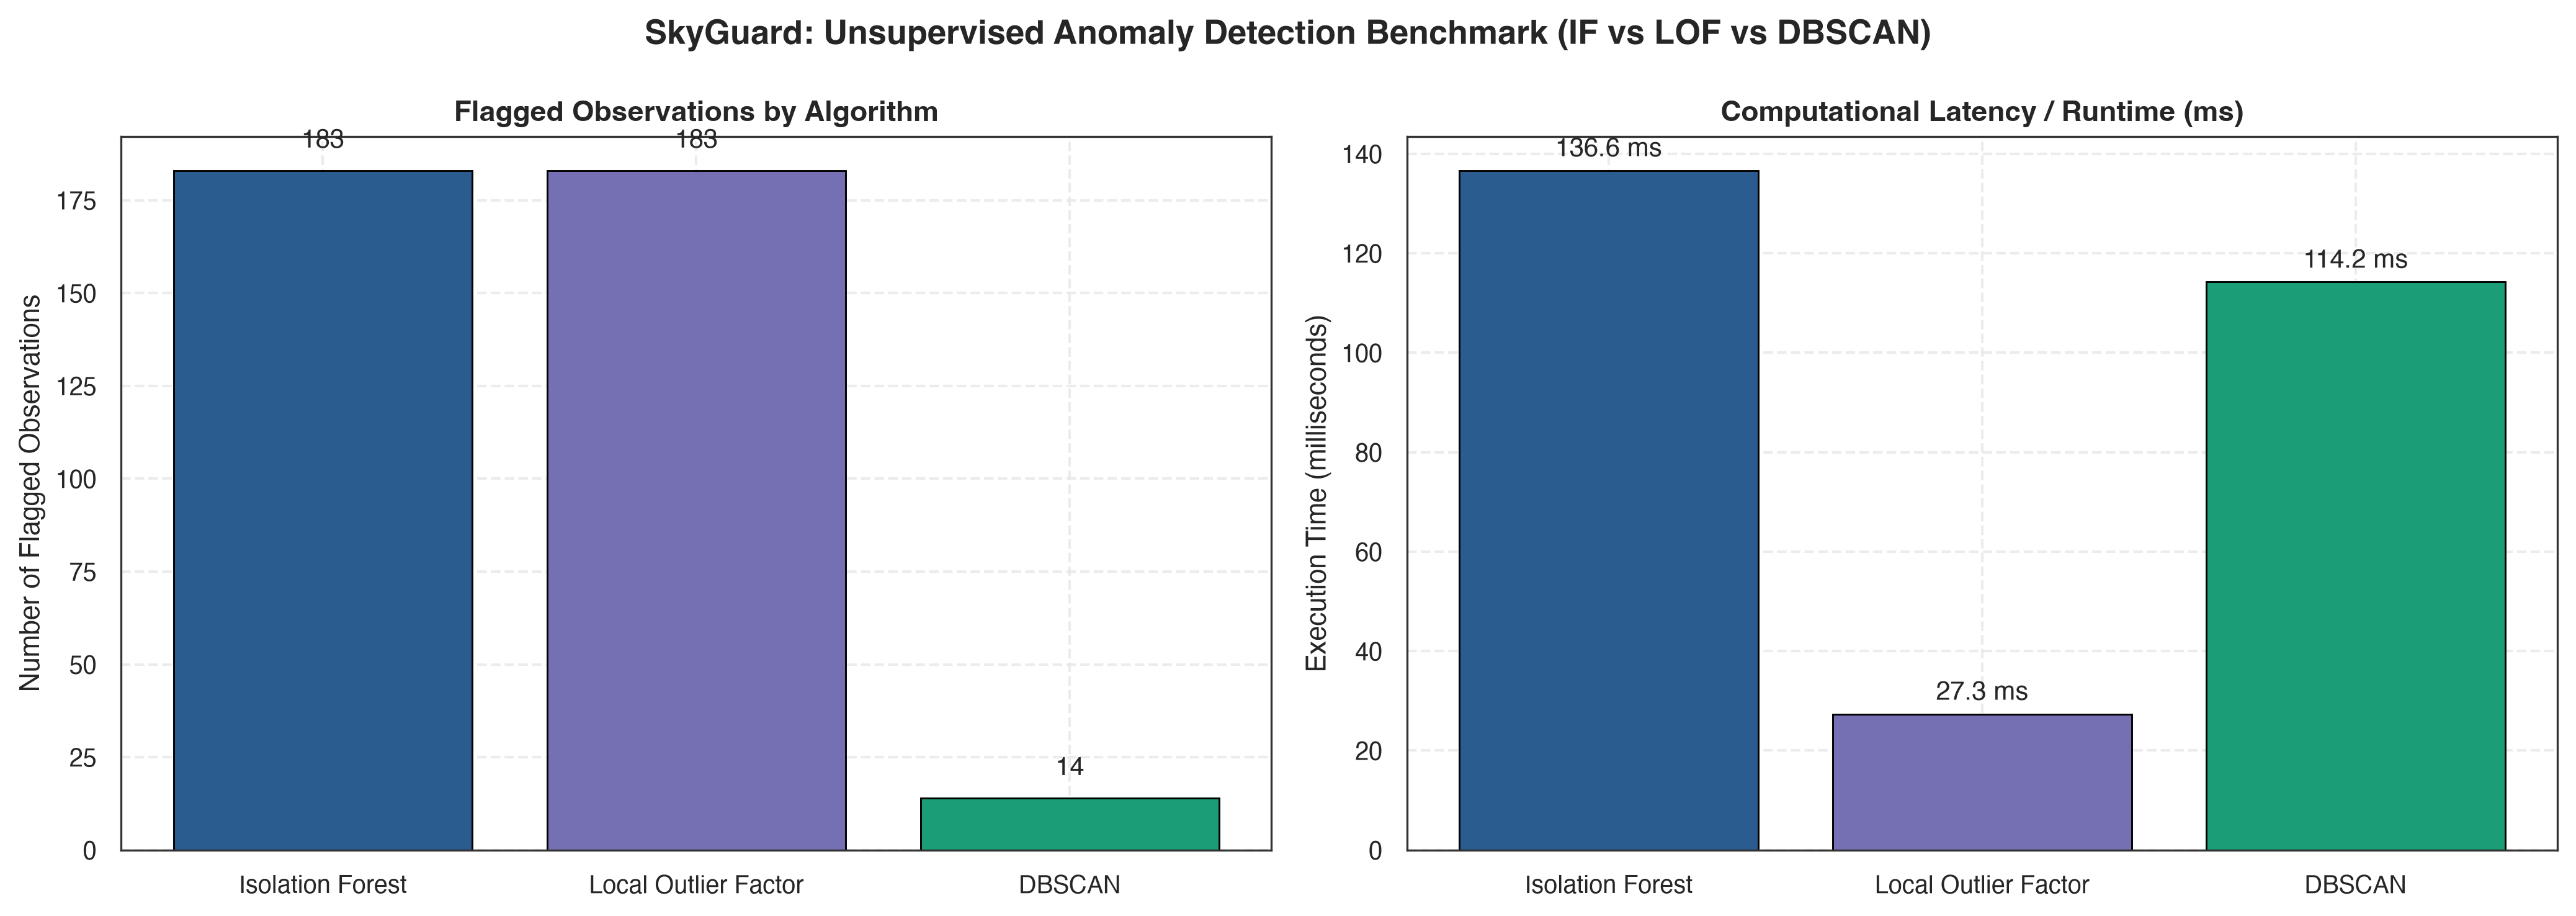 SkyGuard: Unsupervised Anomaly Detection Benchmark (IF vs LOF vs DBSCAN)
Flagged Observations by Algorithm
183
183
14
Number of Flagged Observations
175
150
125
100
75
50
25
0
Isolation Forest
Local Outlier Factor
DBSCAN
Computational Latency / Runtime (ms)
136.6 ms
27.3 ms
114.2 ms
Execution Time (milliseconds)
140
120
100
80
60
40
20
0
Isolation Forest
Local Outlier Factor
DBSCAN